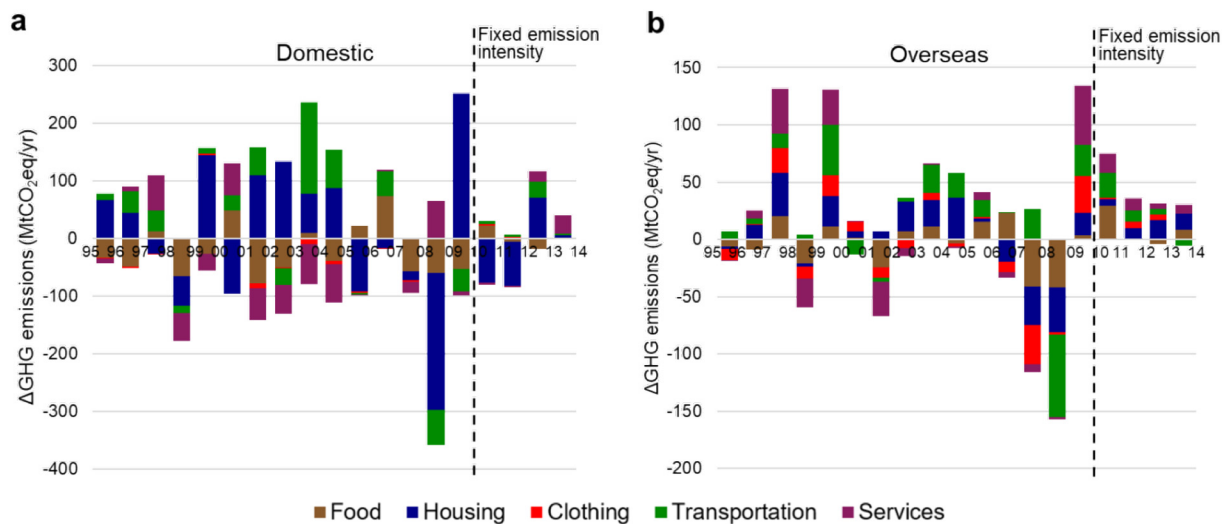 a
Domestic
Fixed emission
intensity
ΔGHG emissions (MtCO₂eq/yr)
300
200
100
0
-100
-200
-300
-400
95 96 97 98 99 00 01 02 03 04 05 06 07 08 09 10 11 12 13 14
b
Overseas
Fixed emission
intensity
ΔGHG emissions (MtCO₂eq/yr)
150
100
50
0
-50
-100
-150
-200
95 96 97 98 99 00 01 02 03 04 05 06 07 08 09 10 11 12 13 14
Food Housing Clothing Transportation Services